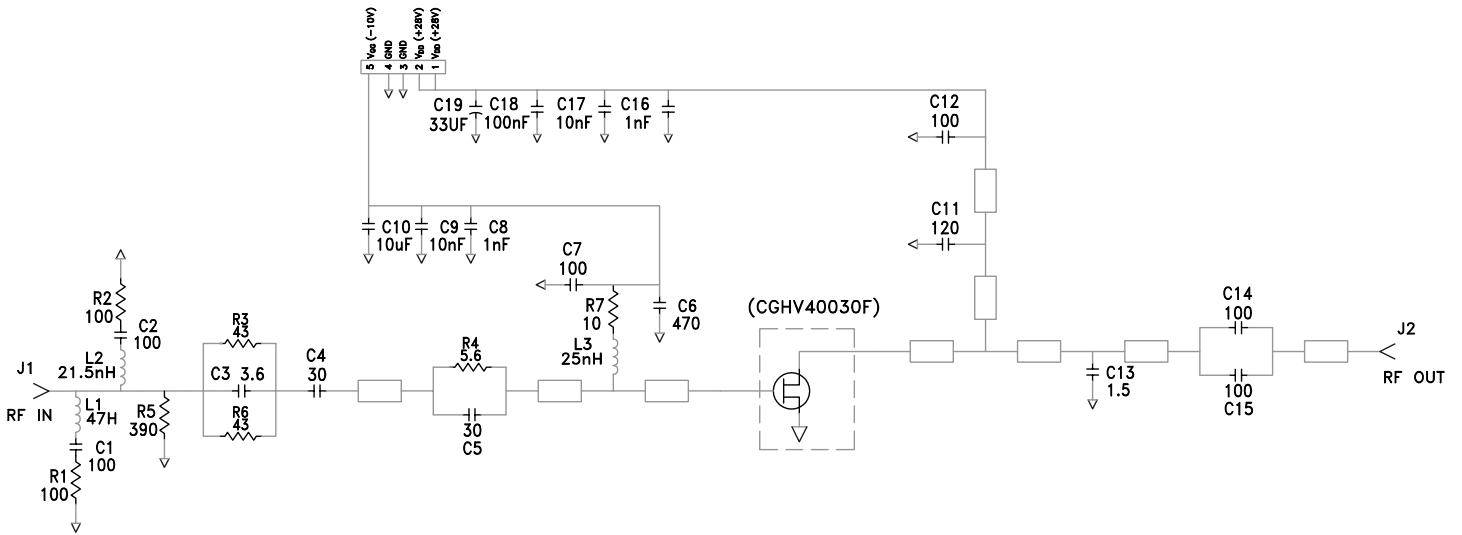 5 VGG (-10V)
4 GND
3 GND
2 VDD (+28V)
1 VDD (+28V)
C19
33UF
C18
100nF
C17
10nF
C16
1nF
C12
100
C11
120
C10
10uF
C9
10nF
C8
1nF
C7
100
R7
10
L3
25nH
C6
470
(CGHV40030F)
R2
100
C2
100
L2
21.5nH
J1
RF IN
L1
47H
C1
100
R1
100
R5
390
R3
43
C3 3.6
R6
43
C4
30
R4
5.6
30
C5
C13
1.5
C14
100
100
C15
J2
RF OUT